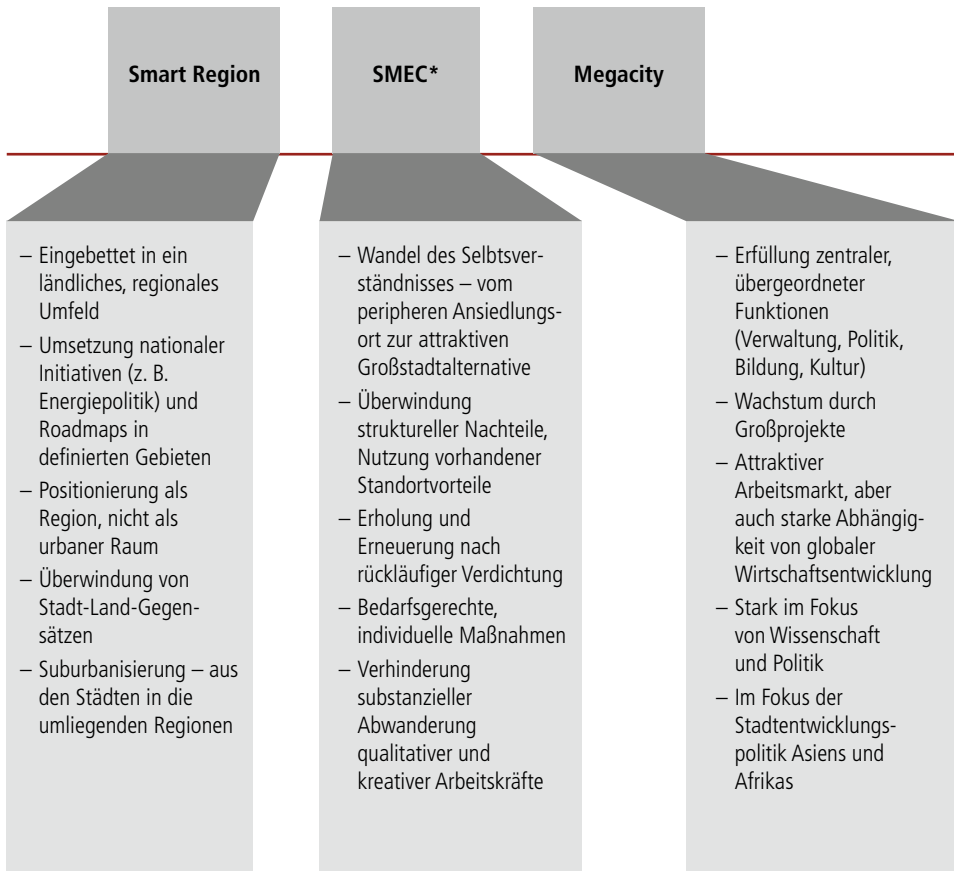 Smart Region
SMEC*
Megacity
– Eingebettet in ein
ländliches, regionales
Umfeld
– Umsetzung nationaler
Initiativen (z. B.
Energiepolitik) und
Roadmaps in
definierten Gebieten
– Positionierung als
Region, nicht als
urbaner Raum
– Überwindung von
Stadt-Land-Gegen-
sätzen
– Suburbanisierung – aus
den Städten in die
umliegenden Regionen
– Wandel des Selbtsver-
ständnisses – vom
peripheren Ansiedlungs-
ort zur attraktiven
Großstadtalternative
– Überwindung
struktureller Nachteile,
Nutzung vorhandener
Standortvorteile
– Erholung und
Erneuerung nach
rückläufiger Verdichtung
– Bedarfsgerechte,
individuelle Maßnahmen
– Verhinderung
substanzieller
Abwanderung
qualitativer und
kreativer Arbeitskräfte
– Erfüllung zentraler,
übergeordneter
Funktionen
(Verwaltung, Politik,
Bildung, Kultur)
– Wachstum durch
Großprojekte
– Attraktiver
Arbeitsmarkt, aber
auch starke Abhängig-
keit von globaler
Wirtschaftsentwicklung
– Stark im Fokus
von Wissenschaft
und Politik
– Im Fokus der
Stadtentwicklungs-
politik Asiens und
Afrikas